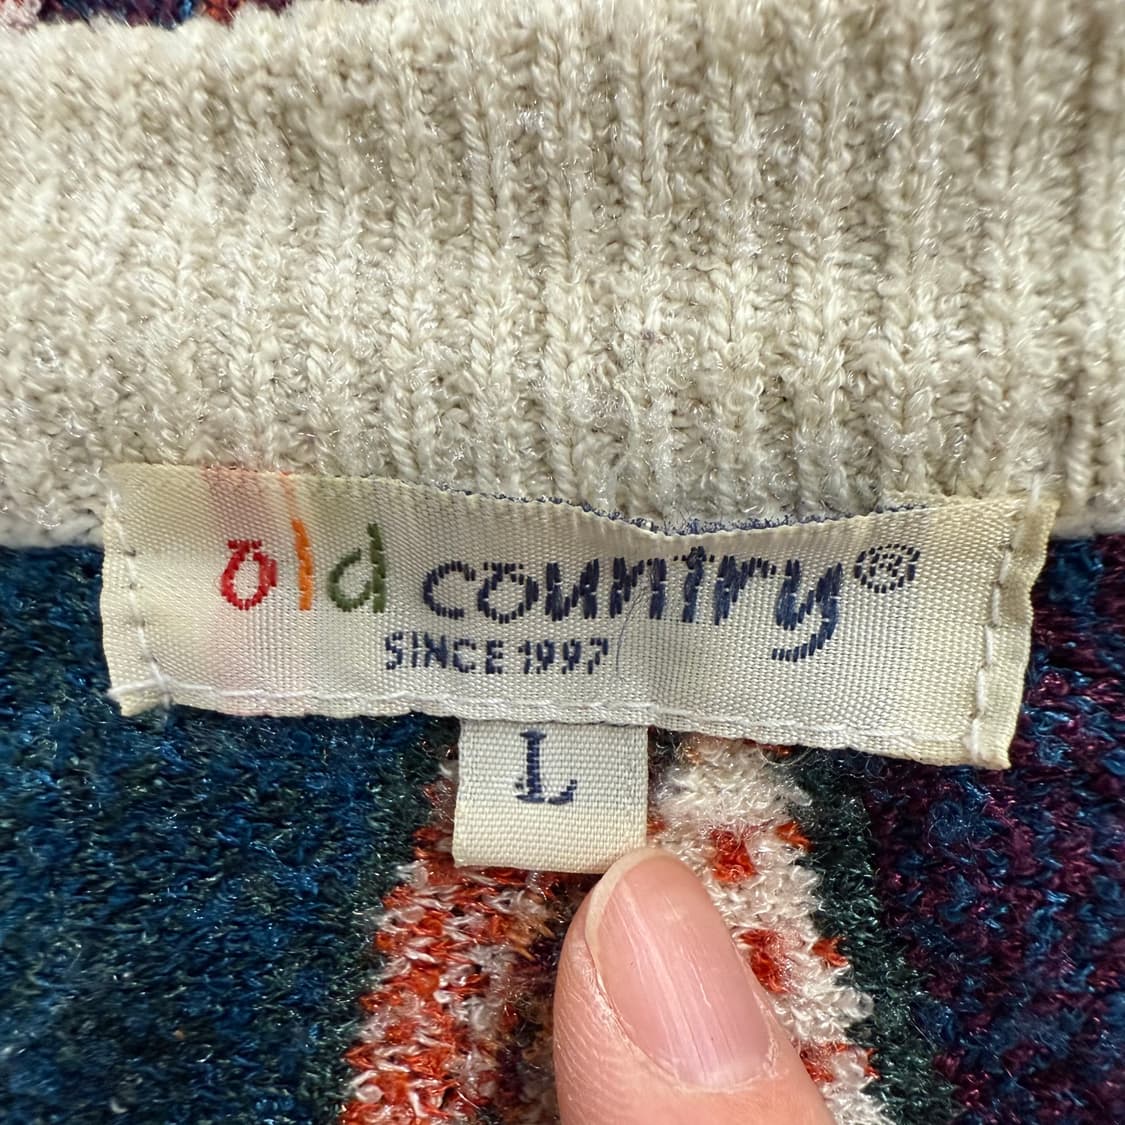 old country®
SINCE 1997
L